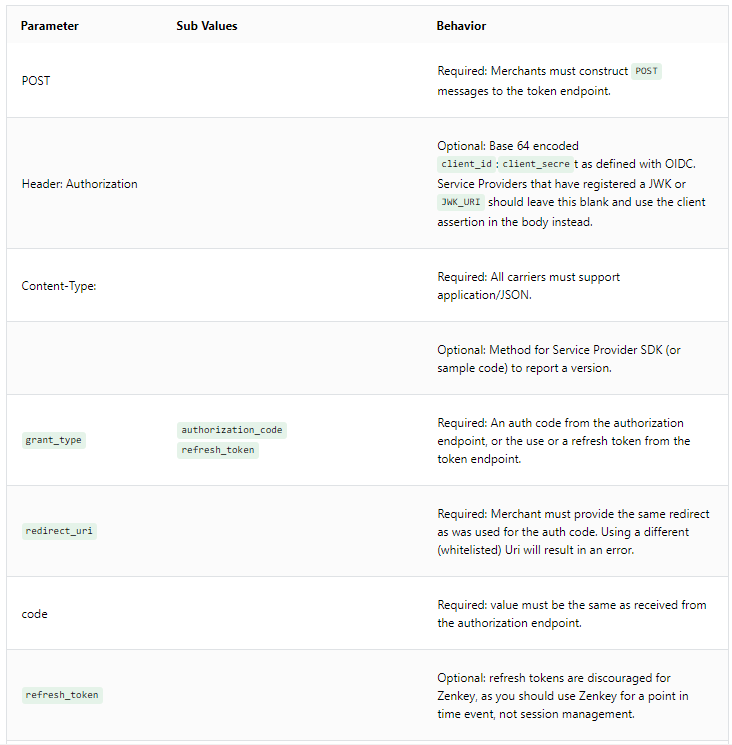 Parameter Sub Values Behavior
POST
Required: Merchants must construct POST
messages to the token endpoint.
Header: Authorization
Optional: Base 64 encoded
client_id:client_secret as defined with OIDC.
Service Providers that have registered a JWK or
JWK_URI should leave this blank and use the client
assertion in the body instead.
Content-Type:
Required: All carriers must support
application/JSON.
Optional: Method for Service Provider SDK (or
sample code) to report a version.
grant_type
authorization_code
refresh_token
Required: An auth code from the authorization
endpoint, or the use or a refresh token from the
token endpoint.
redirect_uri
Required: Merchant must provide the same redirect
as was used for the auth code. Using a different
(whitelisted) Uri will result in an error.
code
Required: value must be the same as received from
the authorization endpoint.
refresh_token
Optional: refresh tokens are discouraged for
Zenkey, as you should use Zenkey for a point in
time event, not session management.